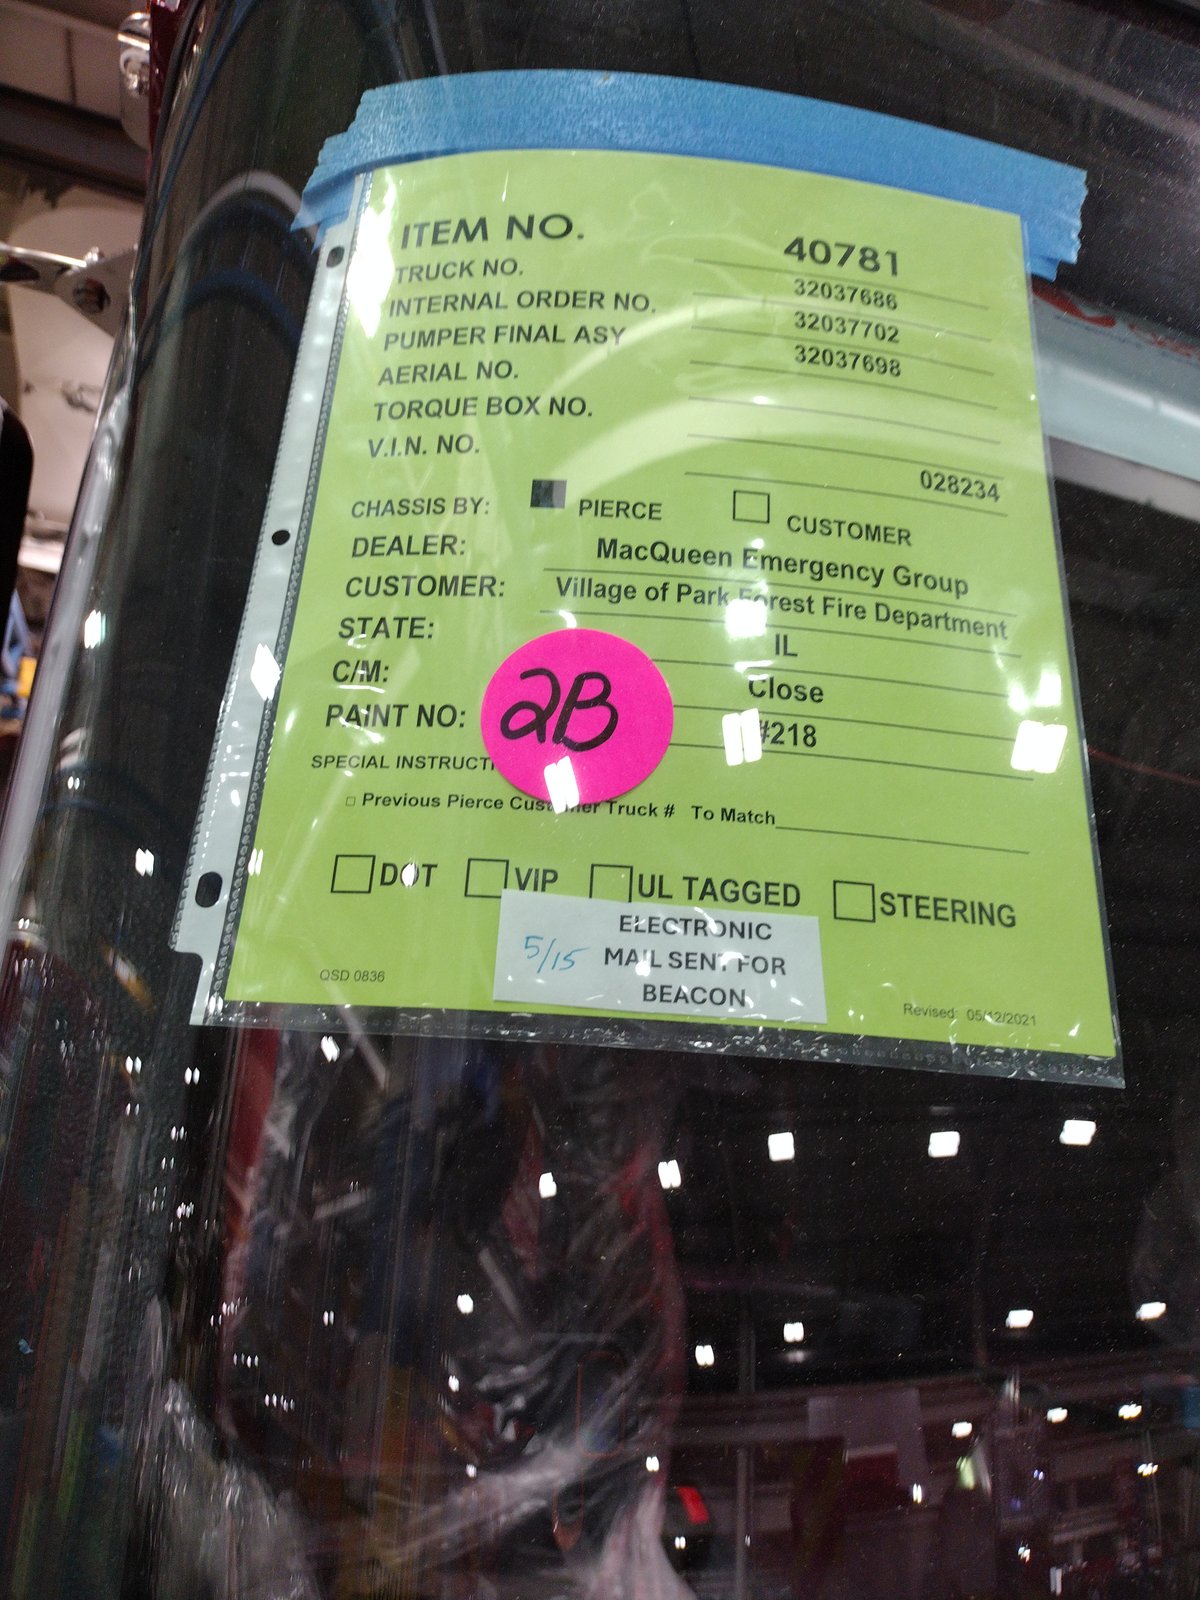 ITEM NO. 40781
TRUCK NO. 32037686
INTERNAL ORDER NO. 32037702
PUMPER FINAL ASY 32037698
AERIAL NO.
TORQUE BOX NO.
V.I.N. NO. 028234
CHASSIS BY: PIERCE CUSTOMER
DEALER: MacQueen Emergency Group
CUSTOMER: Village of Park Forest Fire Department
STATE: IL
C/M: Close
PAINT NO: #218
2B
SPECIAL INSTRUCTI
Previous Pierce Customer Truck # To Match
DOT VIP UL TAGGED STEERING
5/15
ELECTRONIC
MAIL SENT FOR
BEACON
QSD 0836 Revised: 05/12/2021